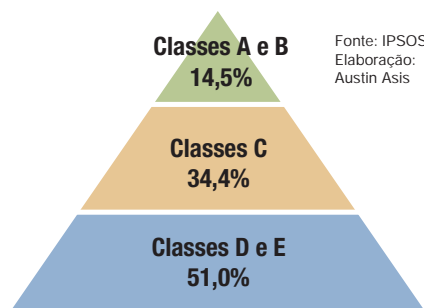 Classes A e B
14,5%
Fonte: IPSOS
Elaboração:
Austin Asis
Classes C
34,4%
Classes D e E
51,0%